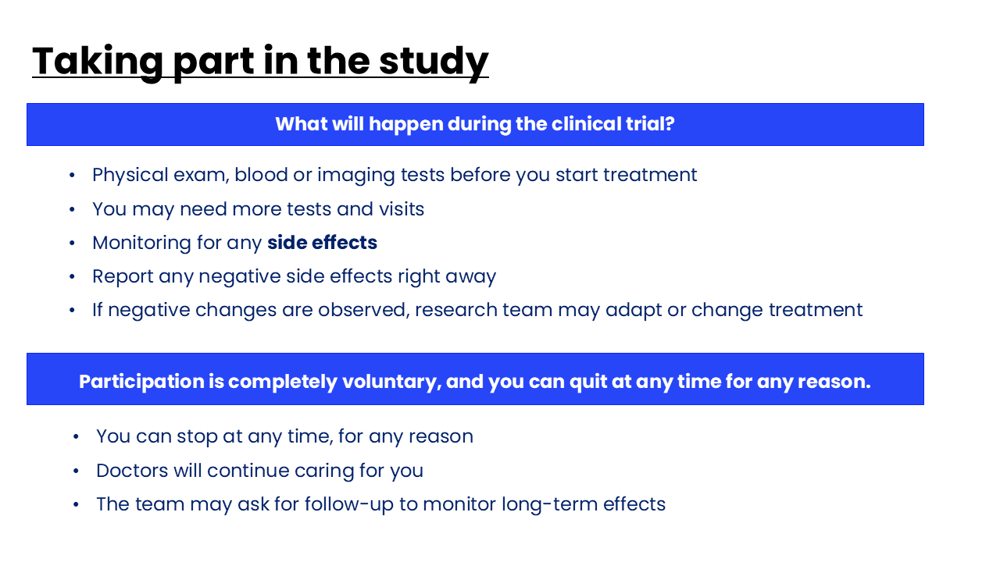 Taking part in the study
What will happen during the clinical trial?
• Physical exam, blood or imaging tests before you start treatment
• You may need more tests and visits
• Monitoring for any side effects
• Report any negative side effects right away
• If negative changes are observed, research team may adapt or change treatment
Participation is completely voluntary, and you can quit at any time for any reason.
• You can stop at any time, for any reason
• Doctors will continue caring for you
• The team may ask for follow-up to monitor long-term effects